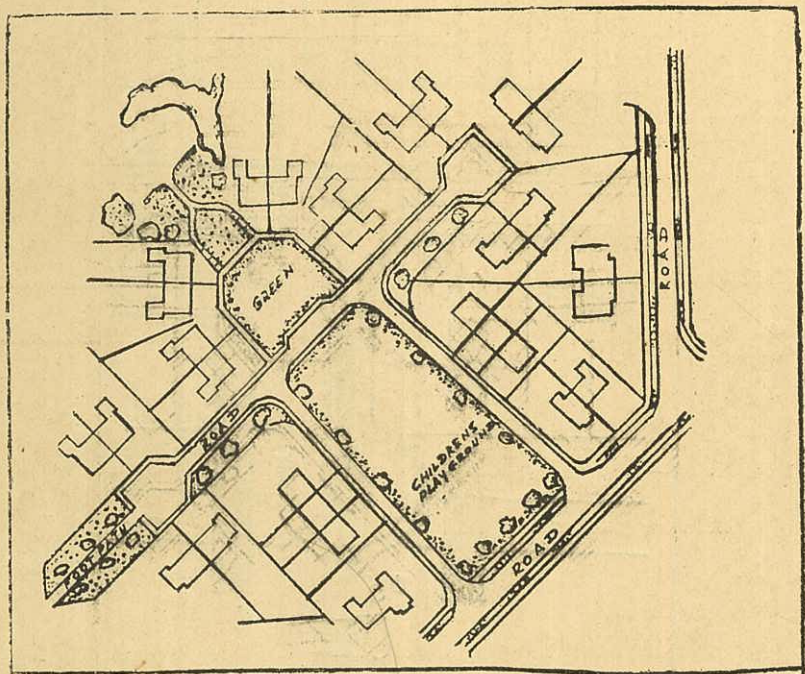 GREEN
ROAD
ROAD
CHILDRENS
PLAYGROUND
ROAD
FOOTPATH